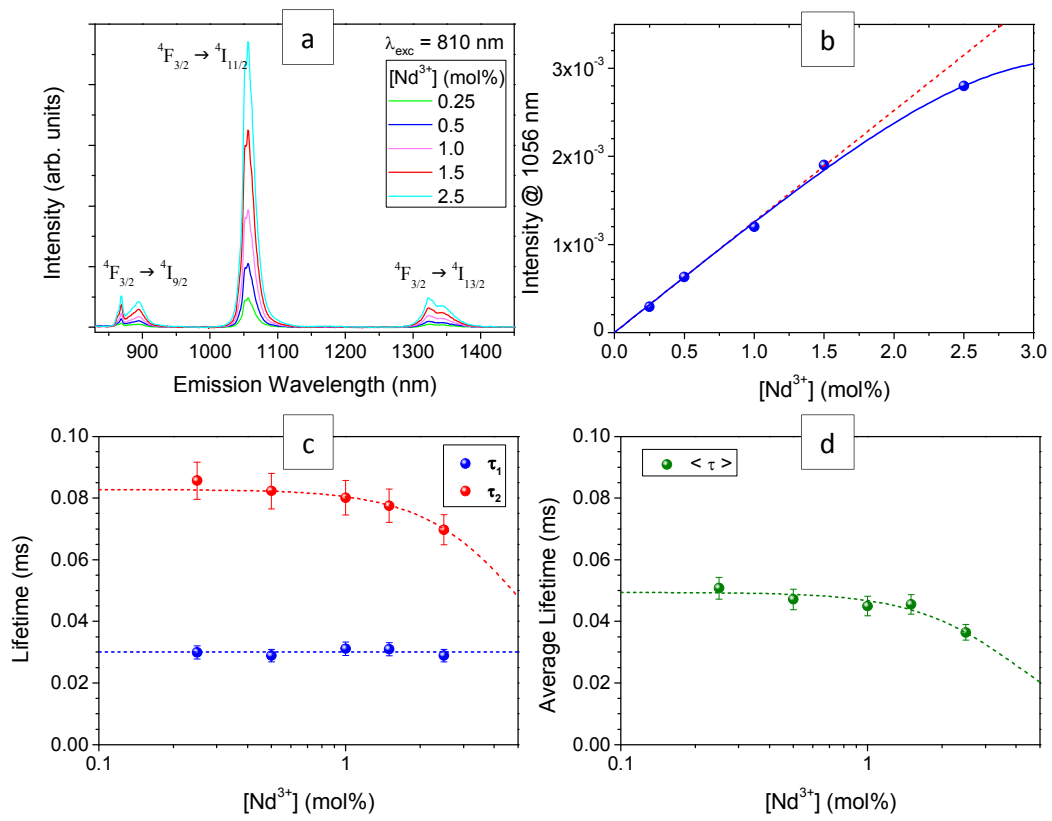 a
⁴F₃/₂ → ⁴I₁₁/₂
λexc = 810 nm
[Nd³⁺] (mol%)
0.25
0.5
1.0
1.5
2.5
⁴F₃/₂ → ⁴I₉/₂
⁴F₃/₂ → ⁴I₁₃/₂
Intensity (arb. units)
900 1000 1100 1200 1300 1400
Emission Wavelength (nm)
b
3x10⁻³
2x10⁻³
1x10⁻³
0
Intensity @ 1056 nm
0.0 0.5 1.0 1.5 2.0 2.5 3.0
[Nd³⁺] (mol%)
c
τ₁
τ₂
0.10
0.08
0.06
0.04
0.02
0.00
Lifetime (ms)
0.1 1
[Nd³⁺] (mol%)
d
< τ >
0.10
0.08
0.06
0.04
0.02
0.00
Average Lifetime (ms)
0.1 1
[Nd³⁺] (mol%)